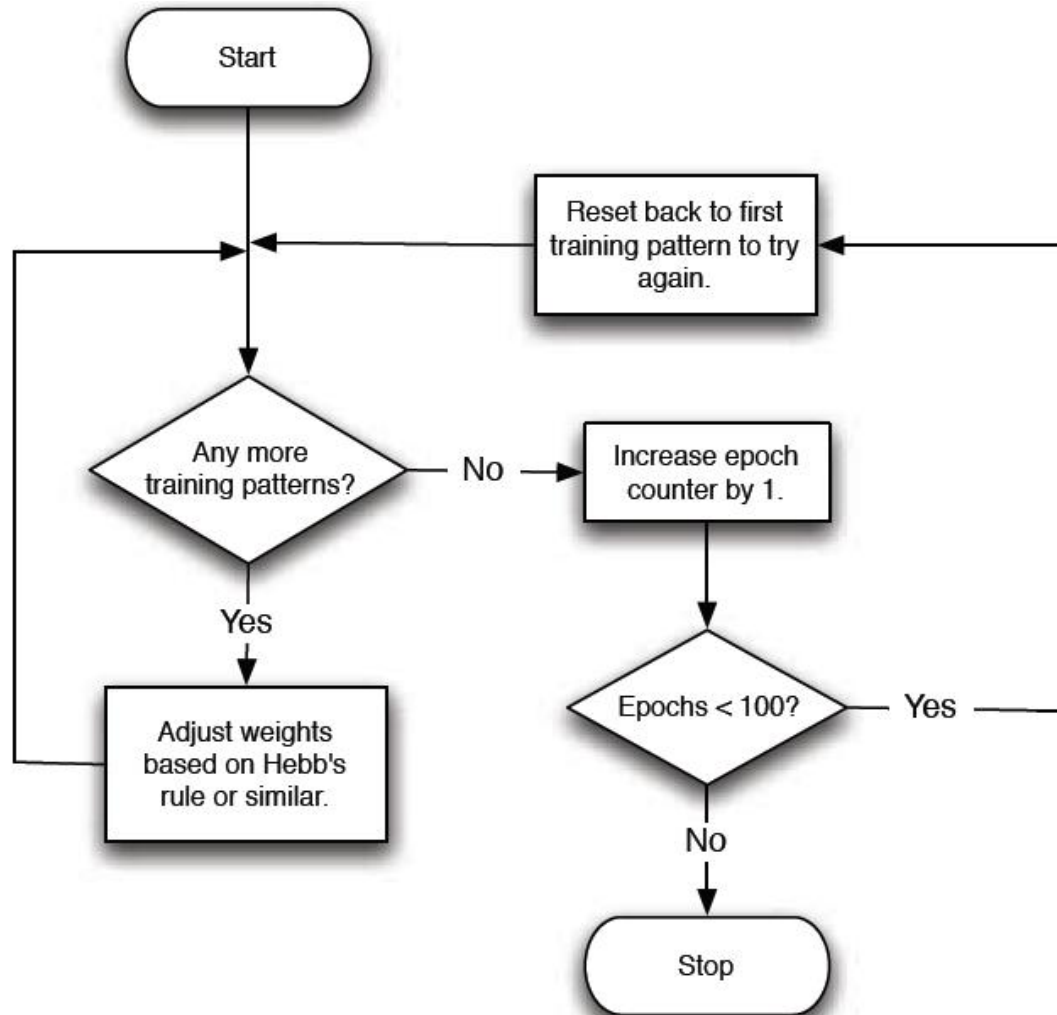 Start
Reset back to first
training pattern to try
again.
Any more
training patterns?
No
Increase epoch
counter by 1.
Yes
Adjust weights
based on Hebb's
rule or similar.
Epochs < 100?
Yes
No
Stop